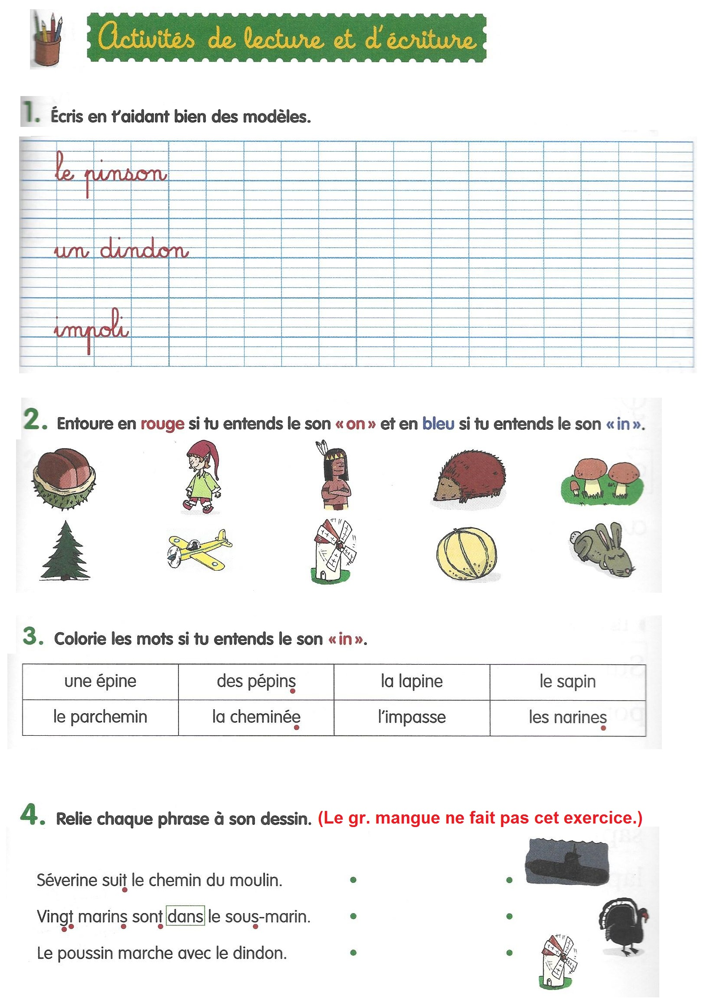 Activités de lecture et d'écriture
1. Écris en t'aidant bien des modèles.
le pinson
un dindon
impoli
2. Entoure en rouge si tu entends le son « on » et en bleu si tu entends le son « in ».
3. Colorie les mots si tu entends le son « in ».
une épine des pépins la lapine le sapin
le parchemin la cheminée l'impasse les narines
4. Relie chaque phrase à son dessin. (Le gr. mangue ne fait pas cet exercice.)
Séverine suit le chemin du moulin.
Vingt marins sont dans le sous-marin.
Le poussin marche avec le dindon.